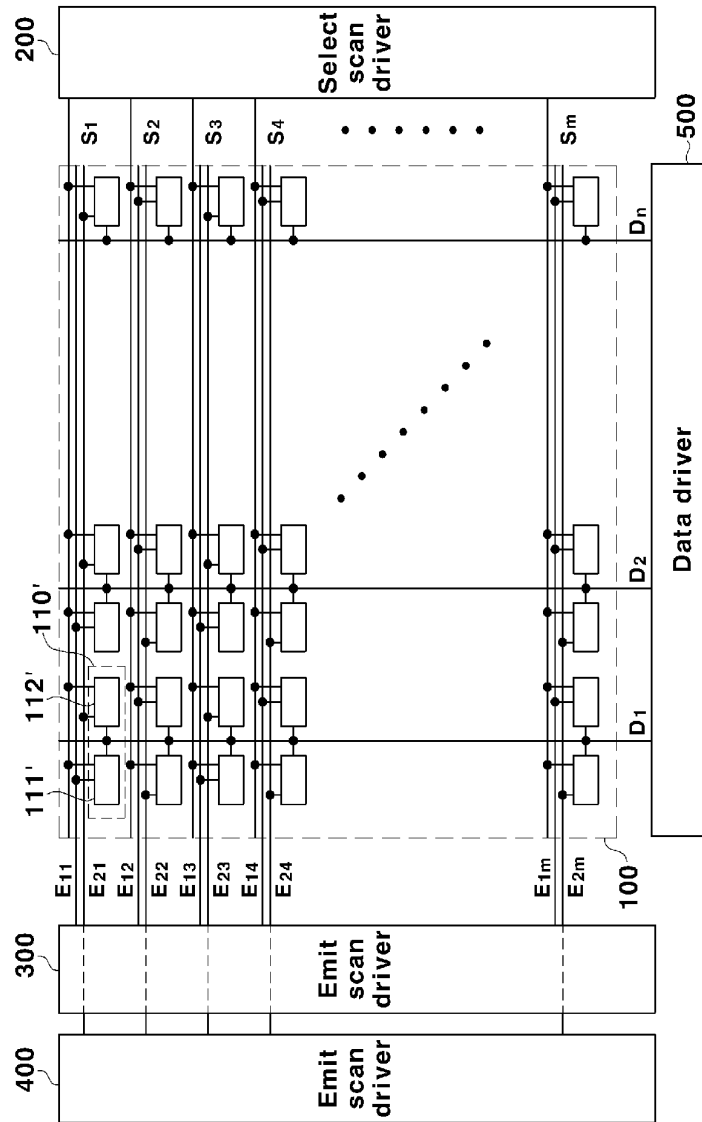 400
300
200
Emit
scan
driver
Emit
scan
driver
Select
scan
driver
111'
112'
110'
E11
E21
E12
E22
E13
E23
E14
E24
E1m
E2m
S1
S2
S3
S4
Sm
D1
D2
Dn
100
500
Data driver